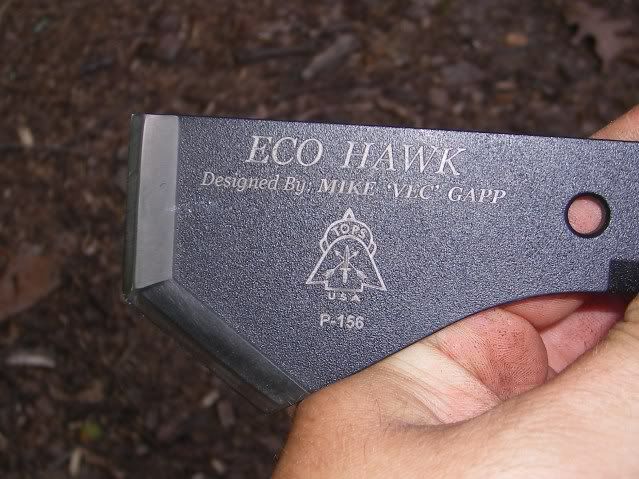 ECO HAWK
Designed By: MIKE 'VEC' GAPP
TOPS
USA
P-156